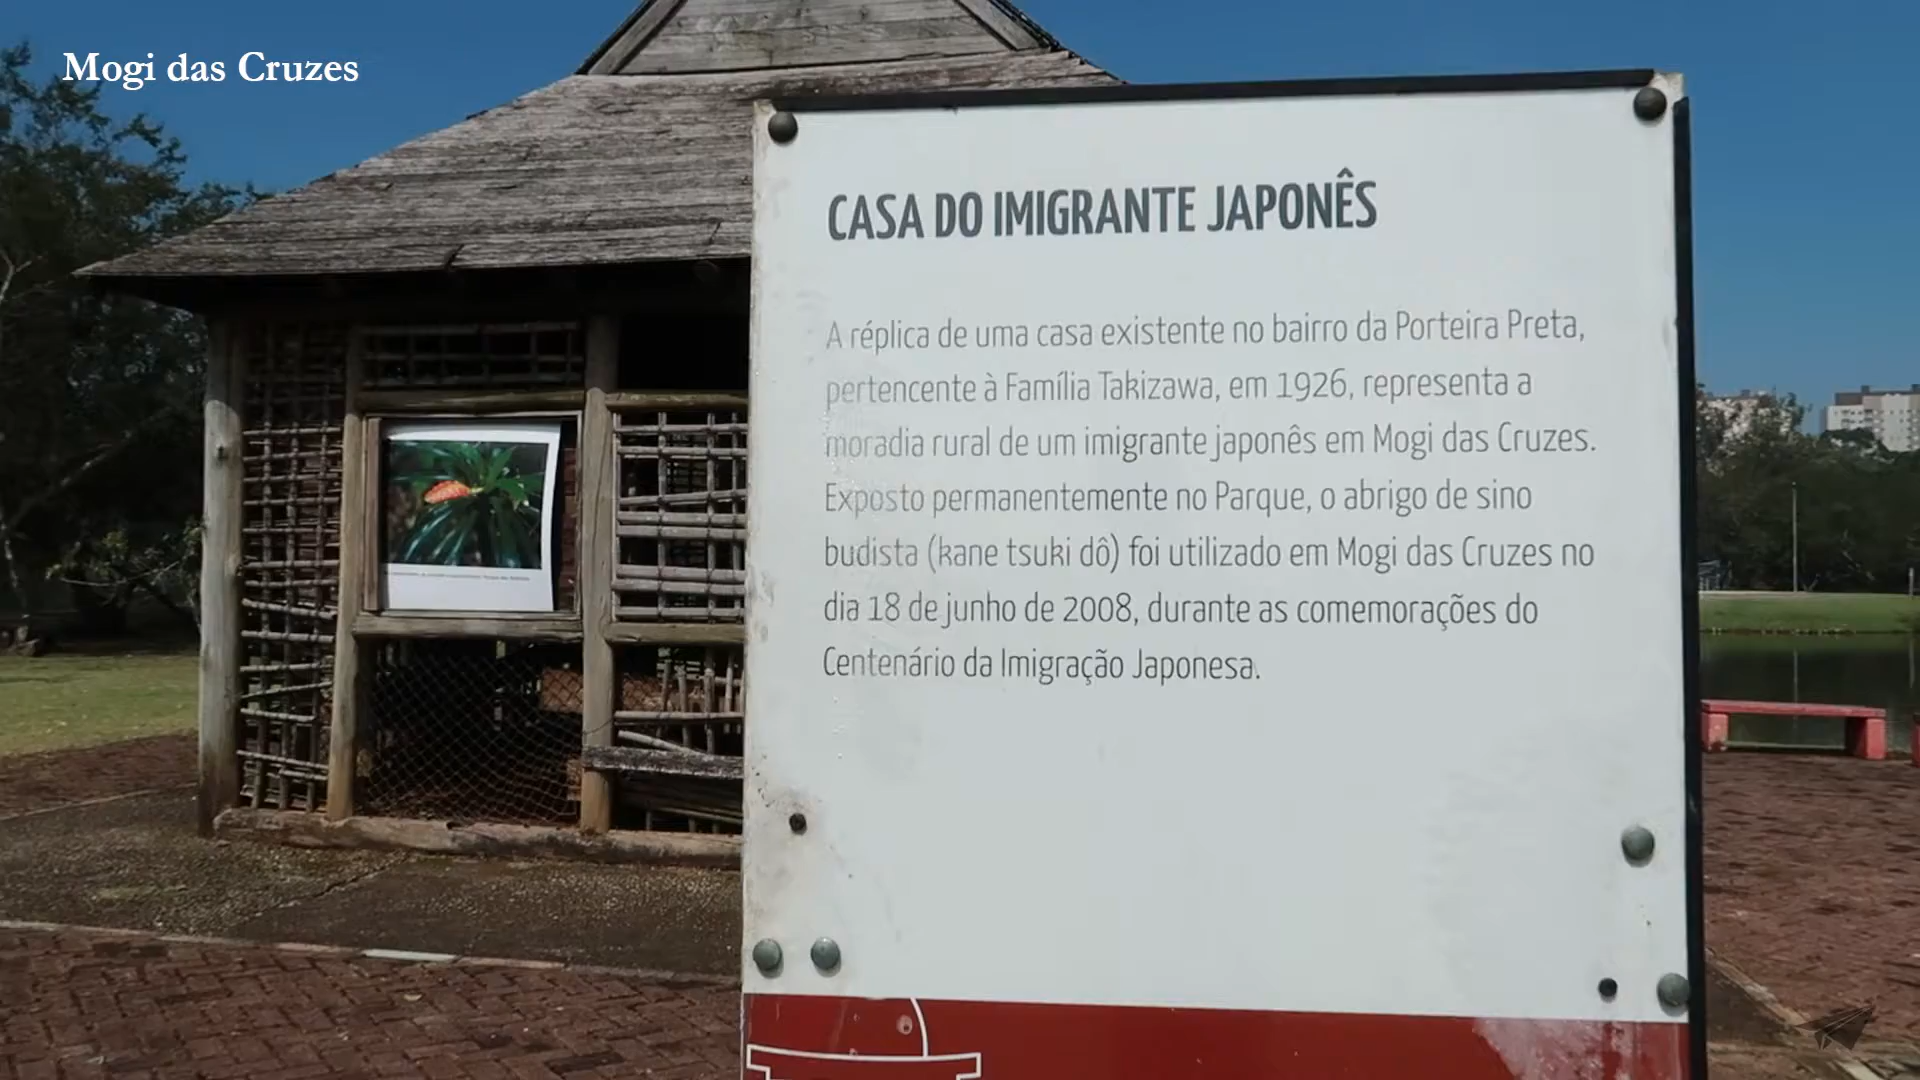 Mogi das Cruzes
CASA DO IMIGRANTE JAPONÊS
A réplica de uma casa existente no bairro da Porteira Preta,
pertencente à Família Takizawa, em 1926, representa a
moradia rural de um imigrante japonês em Mogi das Cruzes.
Exposto permanentemente no Parque, o abrigo de sino
budista (kane tsuki dô) foi utilizado em Mogi das Cruzes no
dia 18 de junho de 2008, durante as comemorações do
Centenário da Imigração Japonesa.